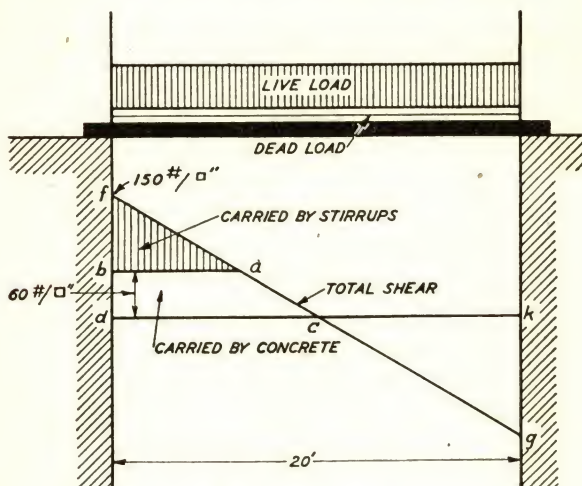 LIVE LOAD
DEAD LOAD
f
150 #/□"
CARRIED BY STIRRUPS
b
a
60 #/□"
TOTAL SHEAR
d
c
k
CARRIED BY CONCRETE
g
20'